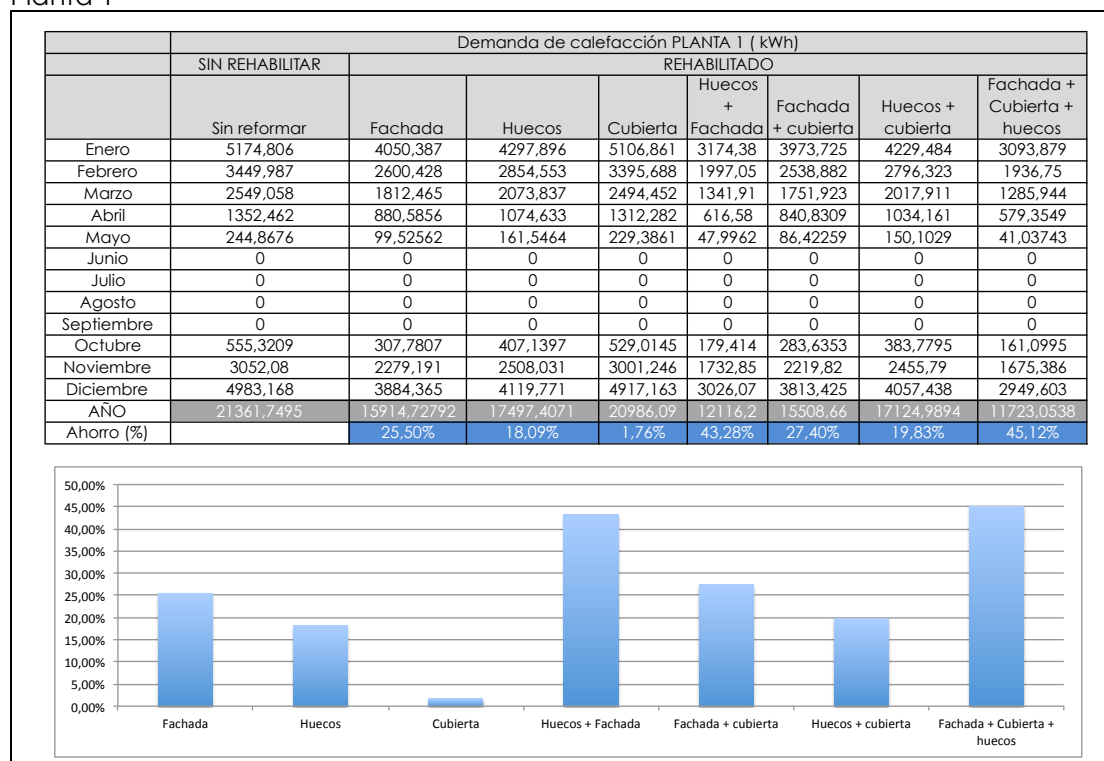 Planta 1
Demanda de calefacción PLANTA 1 ( kWh)
SIN REHABILITAR REHABILITADO
Sin reformar Fachada Huecos Cubierta Huecos + Fachada Fachada + cubierta Huecos + cubierta Fachada + Cubierta + huecos
Enero 5174,806 4050,387 4297,896 5106,861 3174,38 3973,725 4229,484 3093,879
Febrero 3449,987 2600,428 2854,553 3395,688 1997,05 2538,882 2796,323 1936,75
Marzo 2549,058 1812,465 2073,837 2494,452 1341,91 1751,923 2017,911 1285,944
Abril 1352,462 880,5856 1074,633 1312,282 616,58 840,8309 1034,161 579,3549
Mayo 244,8676 99,52562 161,5464 229,3861 47,9962 86,42259 150,1029 41,03743
Junio 0 0 0 0 0 0 0 0
Julio 0 0 0 0 0 0 0 0
Agosto 0 0 0 0 0 0 0 0
Septiembre 0 0 0 0 0 0 0 0
Octubre 555,3209 307,7807 407,1397 529,0145 179,414 283,6353 383,7795 161,0995
Noviembre 3052,08 2279,191 2508,031 3001,246 1732,85 2219,82 2455,79 1675,386
Diciembre 4983,168 3884,365 4119,771 4917,163 3026,07 3813,425 4057,438 2949,603
AÑO 21361,7495 15914,72792 17497,4071 20986,09 12116,2 15508,66 17124,9894 11723,0538
Ahorro (%) 25,50% 18,09% 1,76% 43,28% 27,40% 19,83% 45,12%
50,00%
45,00%
40,00%
35,00%
30,00%
25,00%
20,00%
15,00%
10,00%
5,00%
0,00%
Fachada Huecos Cubierta Huecos + Fachada Fachada + cubierta Huecos + cubierta Fachada + Cubierta +
huecos